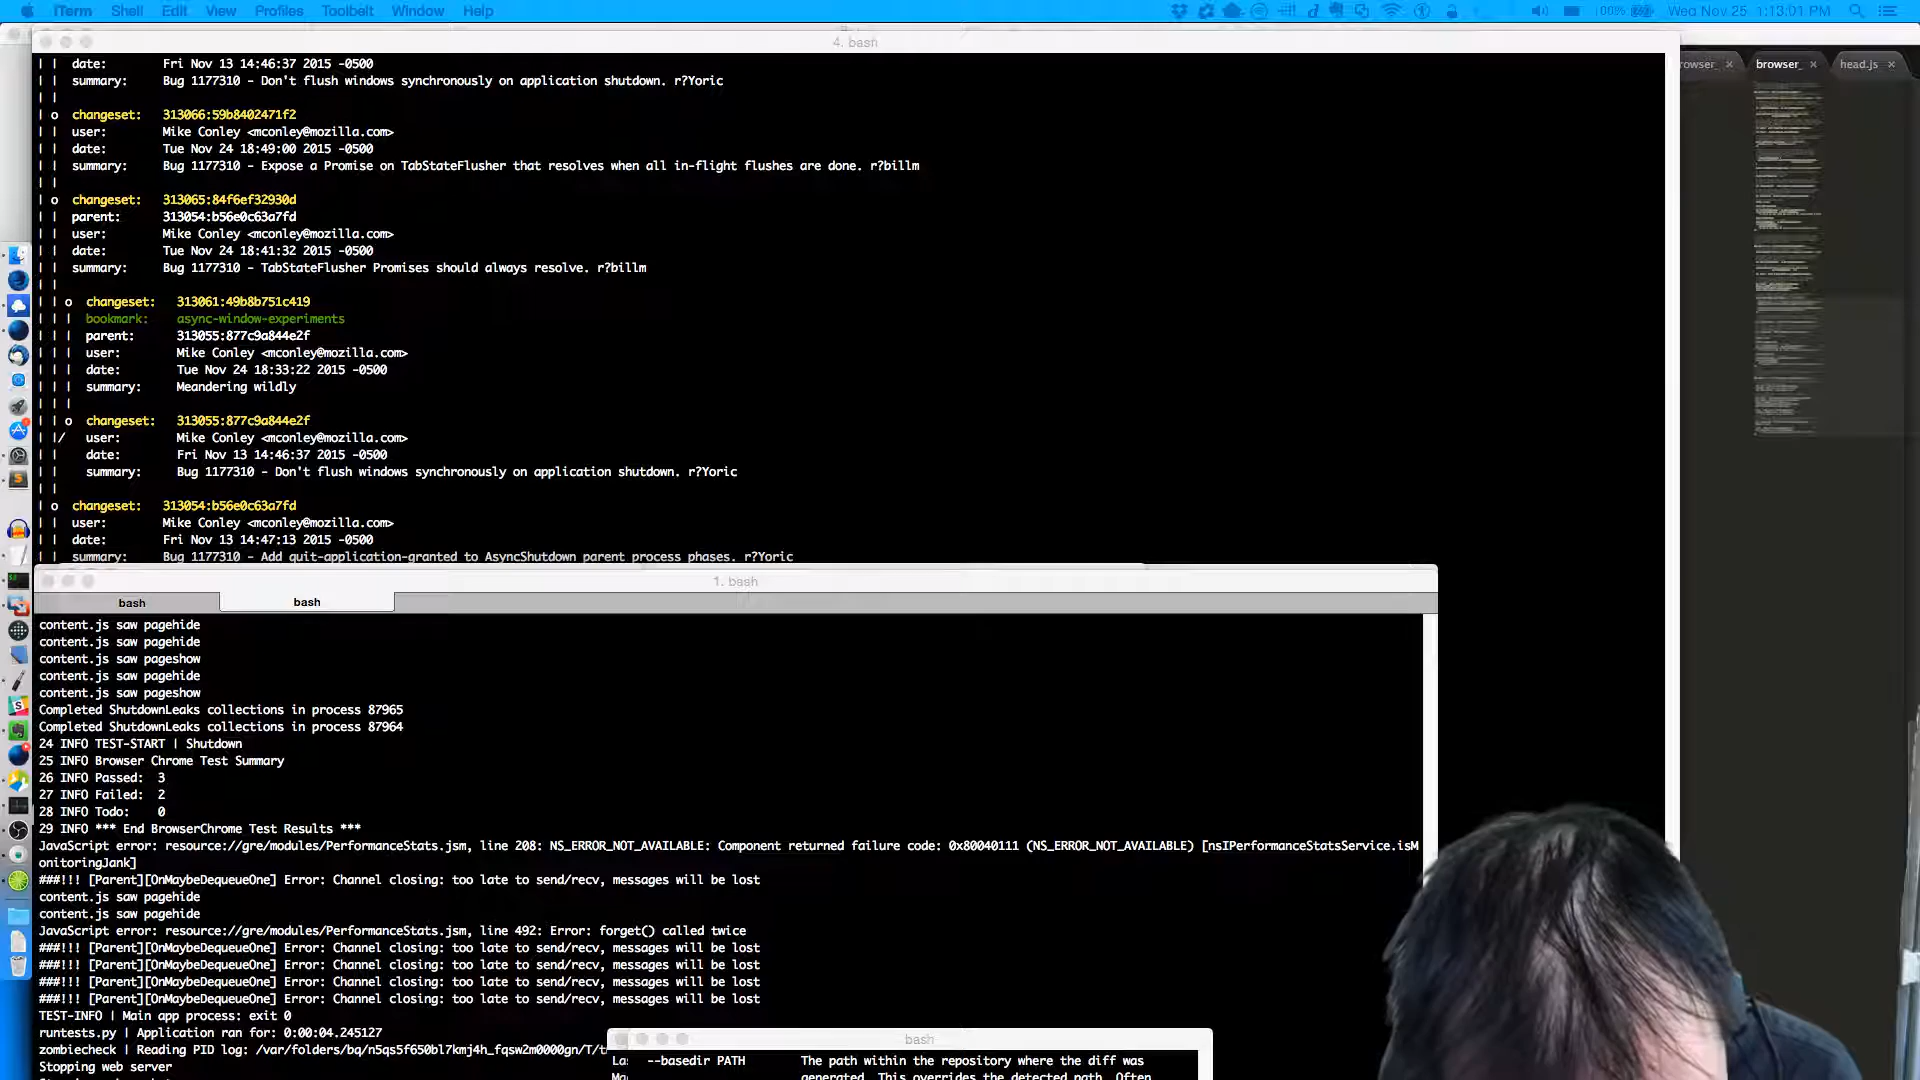 iTerm Shell Edit View Profiles Toolbelt Window Help
100% Wed Nov 25 1:13:01 PM
4. bash
browser_ head.js
| | date: Fri Nov 13 14:46:37 2015 -0500
| | summary: Bug 1177310 - Don't flush windows synchronously on application shutdown. r?Yoric
| |
| o changeset: 313066:59b8402471f2
| | user: Mike Conley <mconley@mozilla.com>
| | date: Tue Nov 24 18:49:00 2015 -0500
| | summary: Bug 1177310 - Expose a Promise on TabStateFlusher that resolves when all in-flight flushes are done. r?billm
| |
| o changeset: 313065:84f6ef32930d
| | parent: 313054:b56e0c63a7fd
| | user: Mike Conley <mconley@mozilla.com>
| | date: Tue Nov 24 18:41:32 2015 -0500
| | summary: Bug 1177310 - TabStateFlusher Promises should always resolve. r?billm
| |
| | o changeset: 313061:49b8b751c419
| | | bookmark: async-window-experiments
| | | parent: 313055:877c9a844e2f
| | | user: Mike Conley <mconley@mozilla.com>
| | | date: Tue Nov 24 18:33:22 2015 -0500
| | | summary: Meandering wildly
| | |
| | o changeset: 313055:877c9a844e2f
| |/ user: Mike Conley <mconley@mozilla.com>
| | date: Fri Nov 13 14:46:37 2015 -0500
| | summary: Bug 1177310 - Don't flush windows synchronously on application shutdown. r?Yoric
| |
| o changeset: 313054:b56e0c63a7fd
| | user: Mike Conley <mconley@mozilla.com>
| | date: Fri Nov 13 14:47:13 2015 -0500
| | summary: Bug 1177310 - Add quit-application-granted to AsyncShutdown parent process phases. r?Yoric
1. bash
bash bash
content.js saw pagehide
content.js saw pagehide
content.js saw pageshow
content.js saw pagehide
content.js saw pageshow
Completed ShutdownLeaks collections in process 87965
Completed ShutdownLeaks collections in process 87964
24 INFO TEST-START | Shutdown
25 INFO Browser Chrome Test Summary
26 INFO Passed: 3
27 INFO Failed: 2
28 INFO Todo: 0
29 INFO *** End BrowserChrome Test Results ***
JavaScript error: resource://gre/modules/PerformanceStats.jsm, line 208: NS_ERROR_NOT_AVAILABLE: Component returned failure code: 0x80040111 (NS_ERROR_NOT_AVAILABLE) [nsIPerformanceStatsService.isM
onitoringJank]
###!!! [Parent][OnMaybeDequeueOne] Error: Channel closing: too late to send/recv, messages will be lost
content.js saw pagehide
content.js saw pagehide
JavaScript error: resource://gre/modules/PerformanceStats.jsm, line 492: Error: forget() called twice
###!!! [Parent][OnMaybeDequeueOne] Error: Channel closing: too late to send/recv, messages will be lost
###!!! [Parent][OnMaybeDequeueOne] Error: Channel closing: too late to send/recv, messages will be lost
###!!! [Parent][OnMaybeDequeueOne] Error: Channel closing: too late to send/recv, messages will be lost
###!!! [Parent][OnMaybeDequeueOne] Error: Channel closing: too late to send/recv, messages will be lost
TEST-INFO | Main app process: exit 0
runtests.py | Application ran for: 0:00:04.245127
zombiecheck | Reading PID log: /var/folders/bq/n5qs5f650bl7kmj4h_fqsw2m0000gn/T/t
Stopping web server
bash
--basedir PATH The path within the repository where the diff was
generated. This overrides the detected path. Often